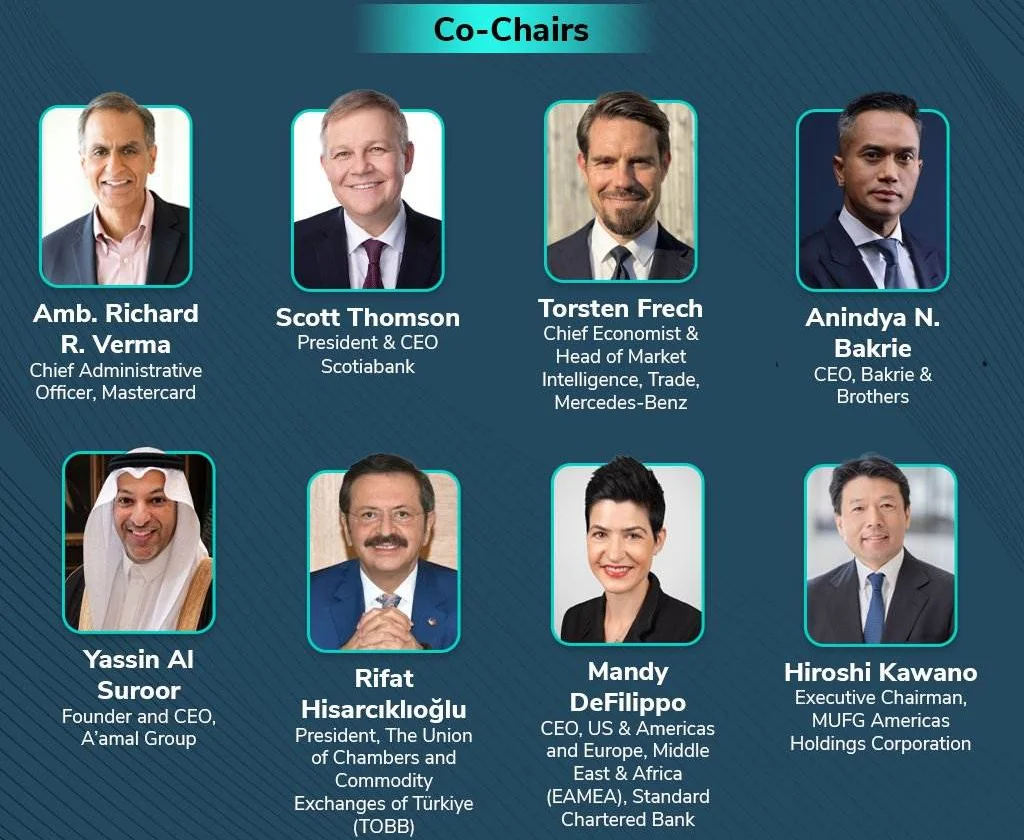 Co-Chairs
Amb. Richard
R. Verma
Chief Administrative
Officer, Mastercard
Scott Thomson
President & CEO
Scotiabank
Torsten Frech
Chief Economist &
Head of Market
Intelligence, Trade,
Mercedes-Benz
Anindya N.
Bakrie
CEO, Bakrie &
Brothers
Yassin Al
Suroor
Founder and CEO,
A’amal Group
Rifat
Hisarcıklıoğlu
President, The Union
of Chambers and
Commodity
Exchanges of Türkiye
(TOBB)
Mandy
DeFilippo
CEO, US & Americas
and Europe, Middle
East & Africa
(EAMEA), Standard
Chartered Bank
Hiroshi Kawano
Executive Chairman,
MUFG Americas
Holdings Corporation